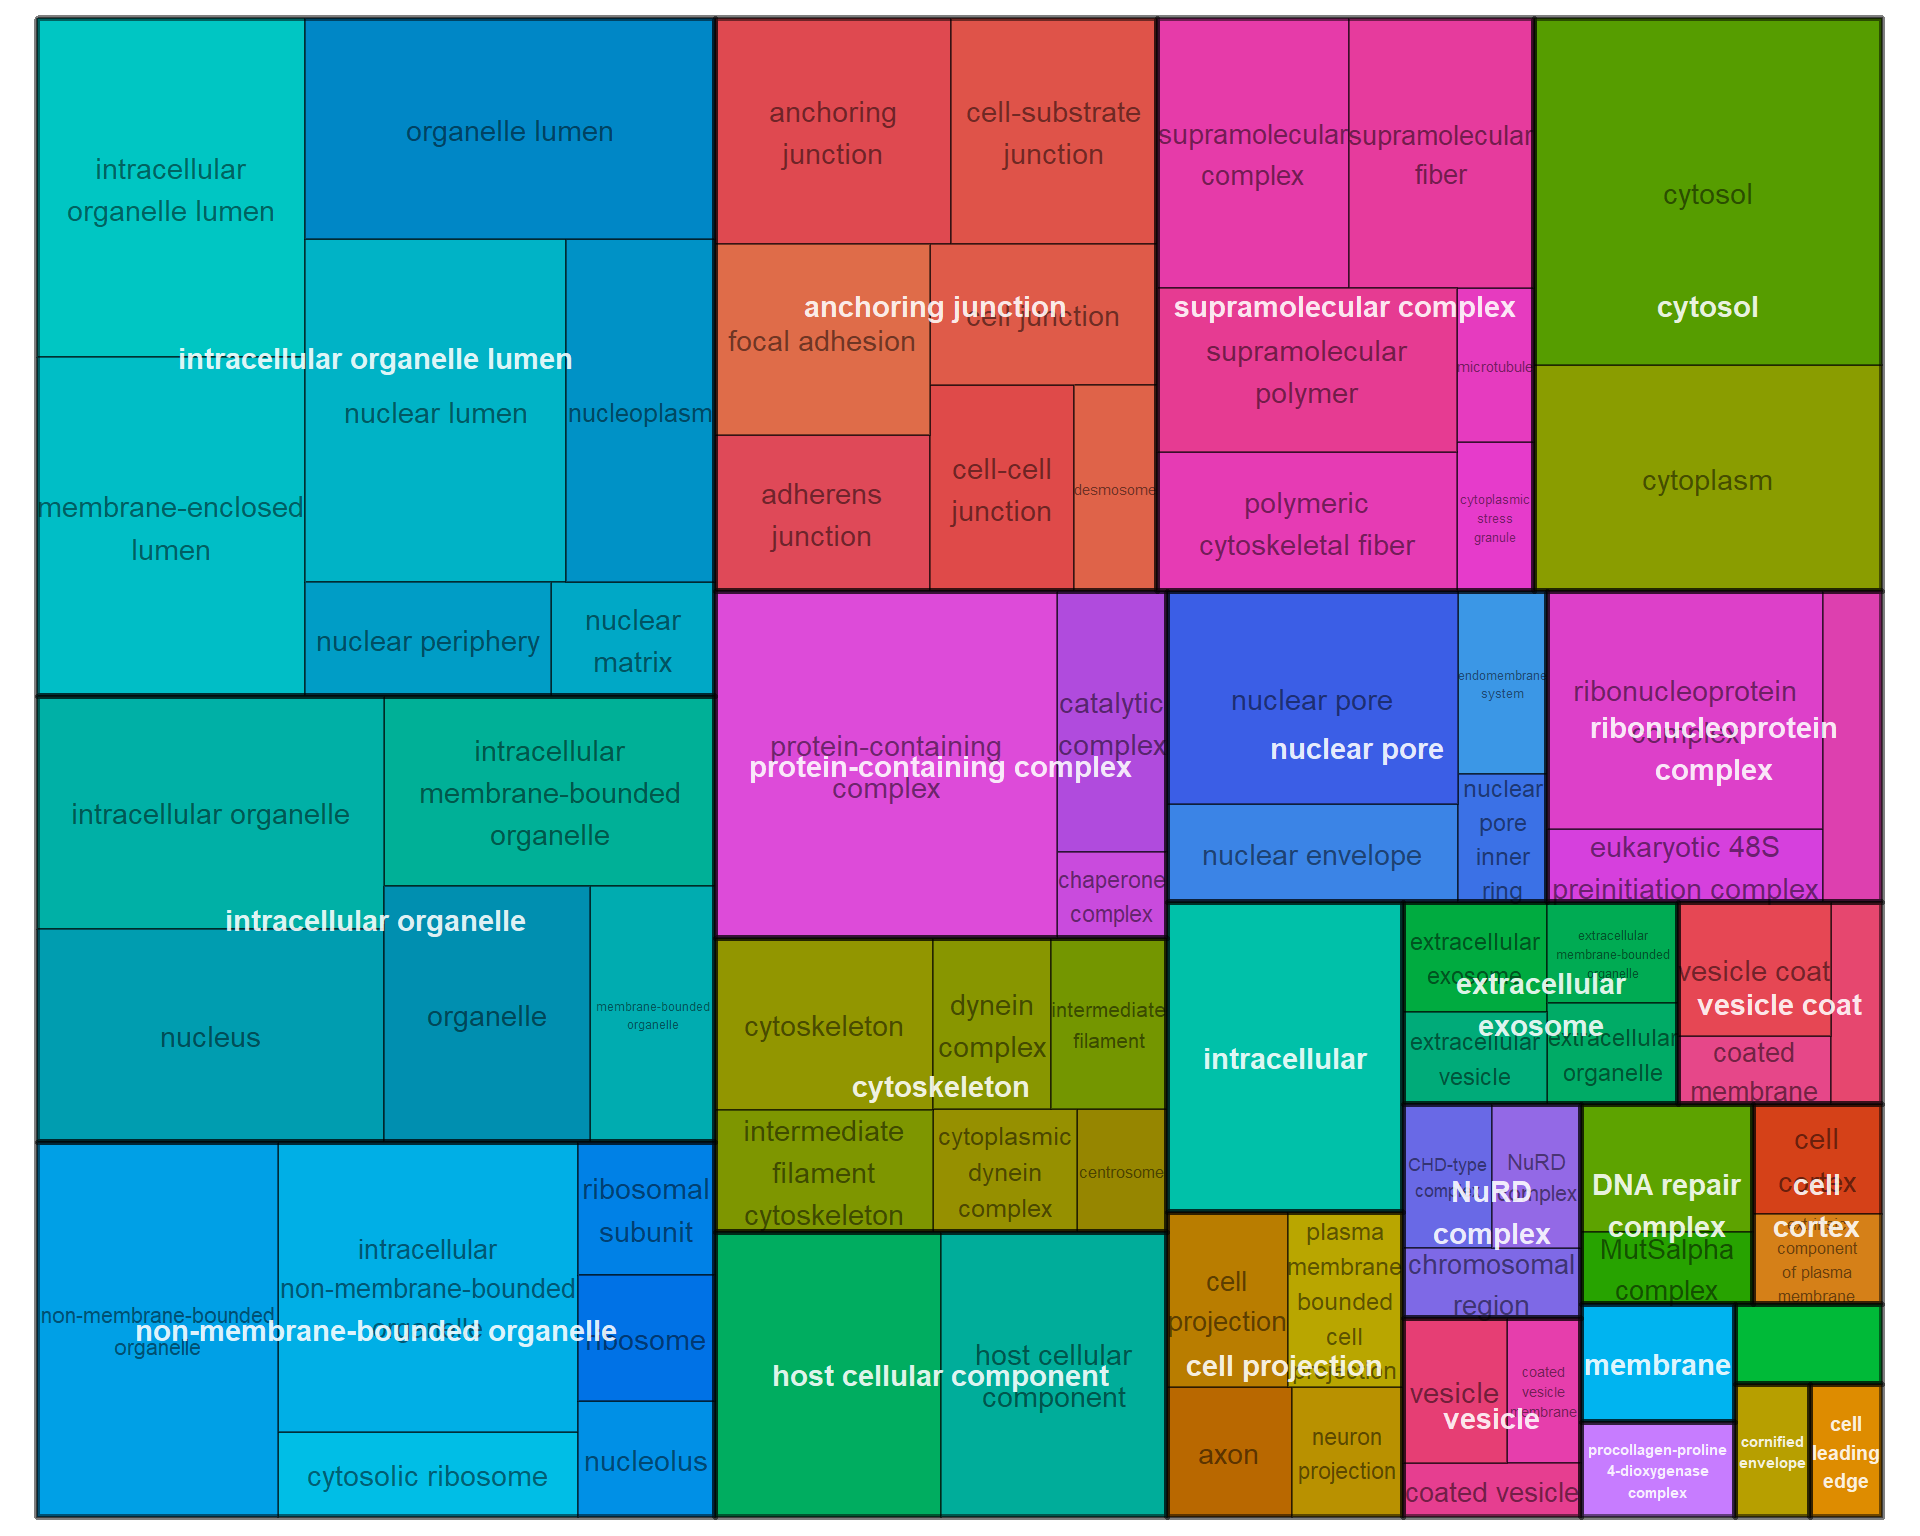 intracellular
organelle lumen
organelle lumen
membrane-enclosed
lumen
nuclear lumen
nucleoplasm
nuclear periphery
nuclear
matrix
intracellular organelle lumen
anchoring
junction
cell-substrate
junction
focal adhesion
cell junction
adherens
junction
cell-cell
junction
desmosome
anchoring junction
supramolecular
complex
supramolecular
fiber
supramolecular
polymer
microtubule
polymeric
cytoskeletal fiber
cytoplasmic
stress
granule
supramolecular complex
cytosol
cytosol
cytoplasm
intracellular organelle
intracellular
membrane-bounded
organelle
nucleus
organelle
membrane-bounded
organelle
intracellular organelle
protein-containing
complex
catalytic
complex
chaperone
complex
protein-containing complex
nuclear pore
endomembrane
system
nuclear envelope
nuclear
pore
inner
ring
nuclear pore
ribonucleoprotein
complex
eukaryotic 48S
preinitiation complex
ribonucleoprotein
complex
cytoskeleton
dynein
complex
intermediate
filament
intermediate
filament
cytoskeleton
cytoplasmic
dynein
complex
centrosome
cytoskeleton
intracellular
extracellular
exosome
extracellular
membrane-bounded
organelle
extracellular
vesicle
extracellular
organelle
extracellular
exosome
vesicle coat
coated
membrane
vesicle coat
non-membrane-bounded
organelle
intracellular
non-membrane-bounded
organelle
cytosolic ribosome
ribosomal
subunit
ribosome
nucleolus
non-membrane-bounded organelle
host cellular
component
host cellular component
cell
projection
plasma
membrane
bounded
cell
projection
axon
neuron
projection
cell projection
CHD-type
complex
NuRD
complex
chromosomal
region
NuRD
complex
DNA repair
complex
MutSalpha
complex
cell
cortex
component
of plasma
membrane
cell
cortex
vesicle
coated
vesicle
membrane
coated vesicle
vesicle
membrane
procollagen-proline
4-dioxygenase
complex
cornified
envelope
cell
leading
edge